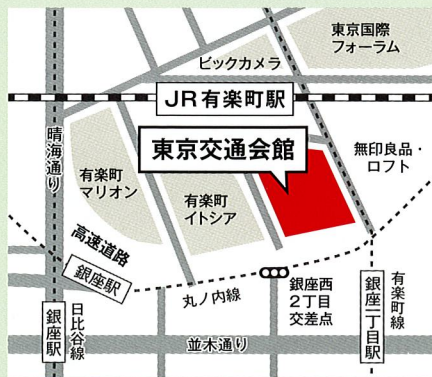 東京国際
フォーラム
ビックカメラ
JR有楽町駅
東京交通会館
無印良品・
ロフト
晴海通り
有楽町
マリオン
有楽町
イトシア
高速道路
銀座駅
丸ノ内線
銀座西
2丁目
交差点
有楽町線
銀座一丁目駅
日比谷線
銀座駅
並木通り